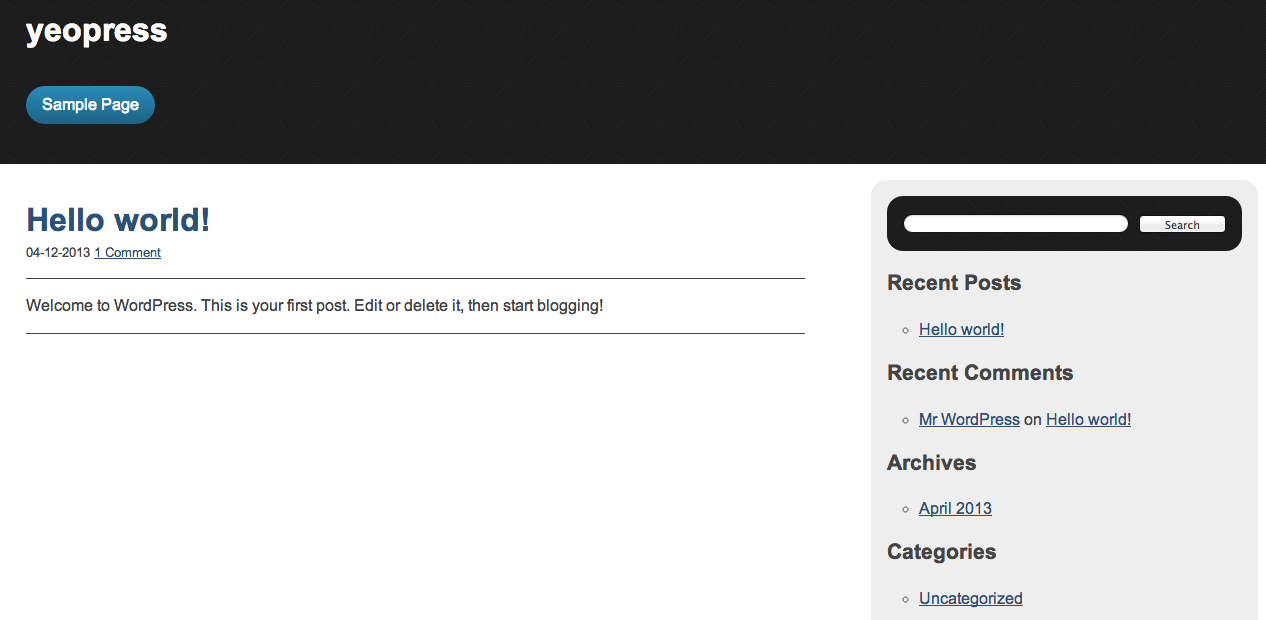 yeopress
Sample Page
Hello world!
04-12-2013 1 Comment
Welcome to WordPress. This is your first post. Edit or delete it, then start blogging!
Search
Recent Posts
Hello world!
Recent Comments
Mr WordPress on Hello world!
Archives
April 2013
Categories
Uncategorized